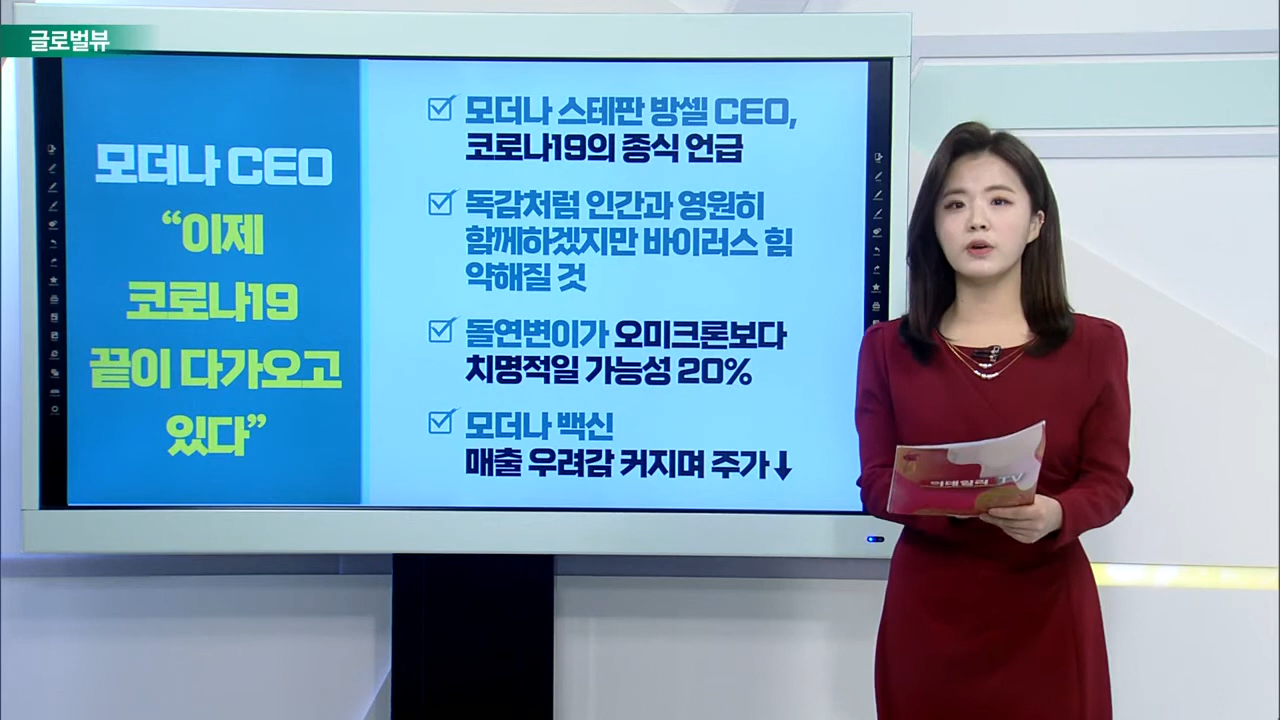 글로벌뷰
모더나 CEO
“이제
코로나19
끝이 다가오고
있다”
모더나 스테판 방셀 CEO,
코로나19의 종식 언급
독감처럼 인간과 영원히
함께하겠지만 바이러스 힘
약해질 것
돌연변이가 오미크론보다
치명적일 가능성 20%
모더나 백신
매출 우려감 커지며 주가↓
이데일리 TV